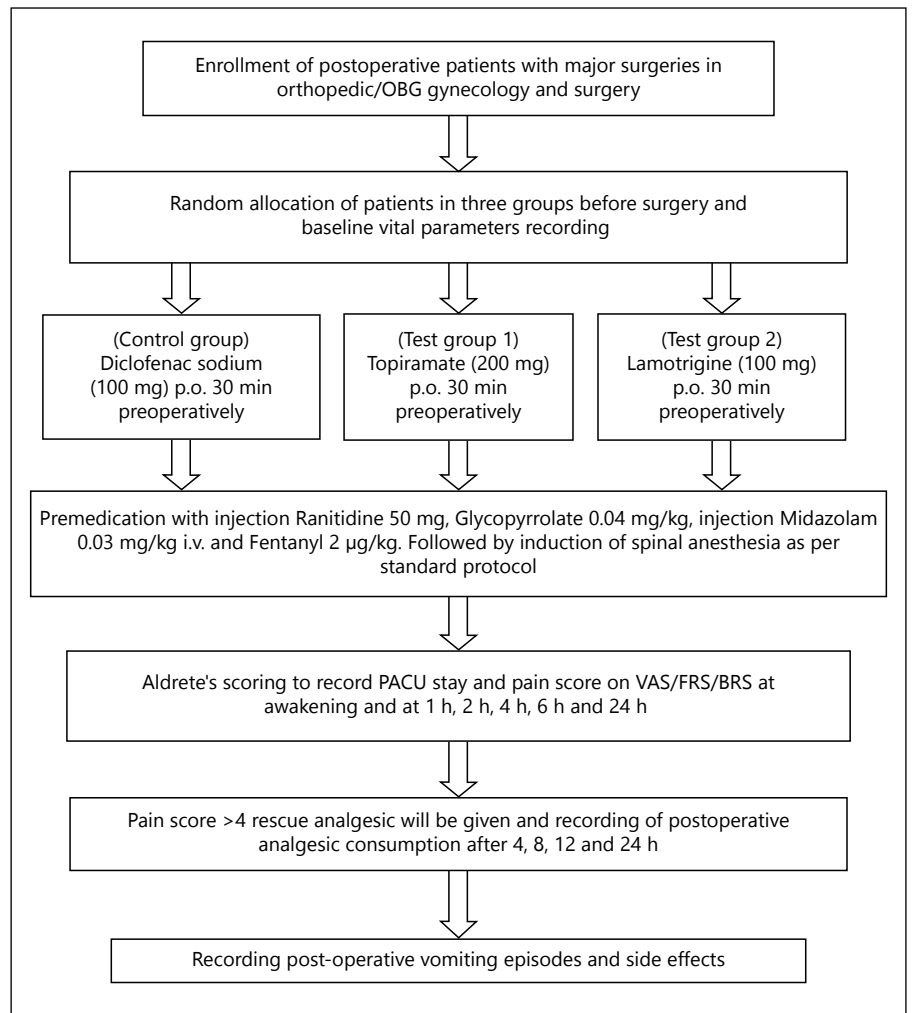 Enrollment of postoperative patients with major surgeries in
orthopedic/OBG gynecology and surgery
Random allocation of patients in three groups before surgery and
baseline vital parameters recording
(Control group)
Diclofenac sodium
(100 mg) p.o. 30 min
preoperatively
(Test group 1)
Topiramate (200 mg)
p.o. 30 min
preoperatively
(Test group 2)
Lamotrigine (100 mg)
p.o. 30 min
preoperatively
Premedication with injection Ranitidine 50 mg, Glycopyrrolate 0.04 mg/kg, injection Midazolam
0.03 mg/kg i.v. and Fentanyl 2 µg/kg. Followed by induction of spinal anesthesia as per
standard protocol
Aldrete's scoring to record PACU stay and pain score on VAS/FRS/BRS at
awakening and at 1 h, 2 h, 4 h, 6 h and 24 h
Pain score >4 rescue analgesic will be given and recording of postoperative
analgesic consumption after 4, 8, 12 and 24 h
Recording post-operative vomiting episodes and side effects